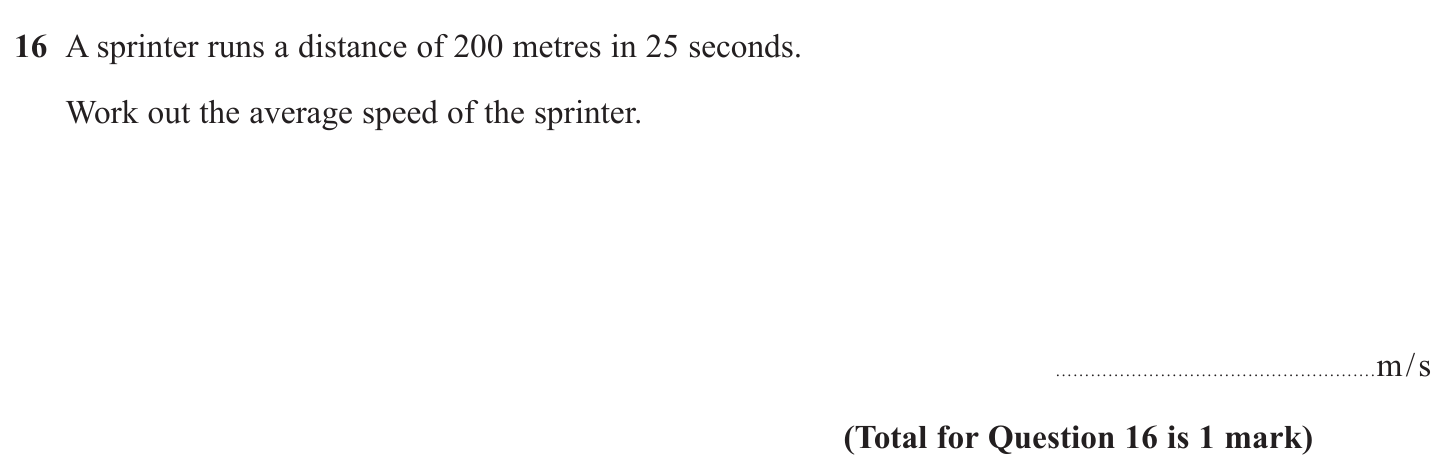 16 A sprinter runs a distance of 200 metres in 25 seconds.
Work out the average speed of the sprinter.
......................................................m/s
(Total for Question 16 is 1 mark)